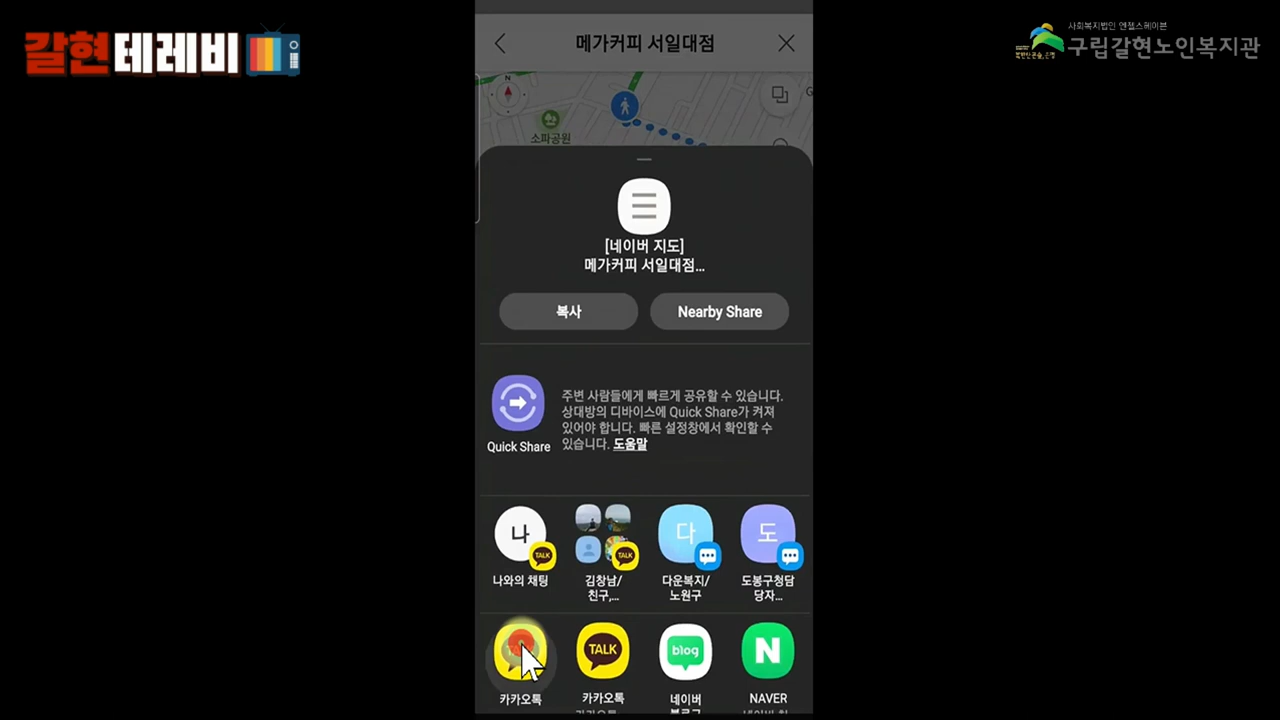 갈현테레비
사회복지법인 엔젤스헤이븐
구립갈현노인복지관
메가커피 서일대점
N
소파공원
[네이버 지도]
메가커피 서일대점...
복사
Nearby Share
주변 사람들에게 빠르게 공유할 수 있습니다.
상대방의 디바이스에 Quick Share가 켜져
있어야 합니다. 빠른 설정창에서 확인할 수
있습니다. 도움말
Quick Share
나
다
도
TALK
TALK
나와의 채팅
김창남/
친구,...
다운복지/
노원구
도봉구청담
당자...
TALK
blog
N
카카오톡
카카오톡
네이버
NAVER